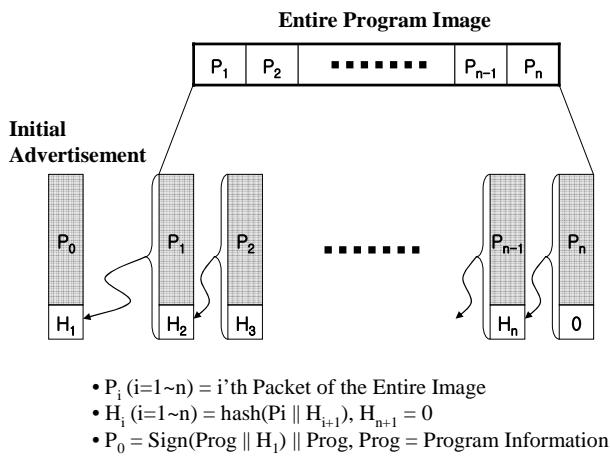 Entire Program Image
P1 P2 ▪▪▪▪▪▪▪ Pn-1 Pn
Initial
Advertisement
P0 P1 P2 ▪▪▪▪▪▪▪ Pn-1 Pn
H1 H2 H3 Hn 0
• Pi (i=1~n) = i’th Packet of the Entire Image
• Hi (i=1~n) = hash(Pi || Hi+1), Hn+1 = 0
• P0 = Sign(Prog || H1) || Prog, Prog = Program Information